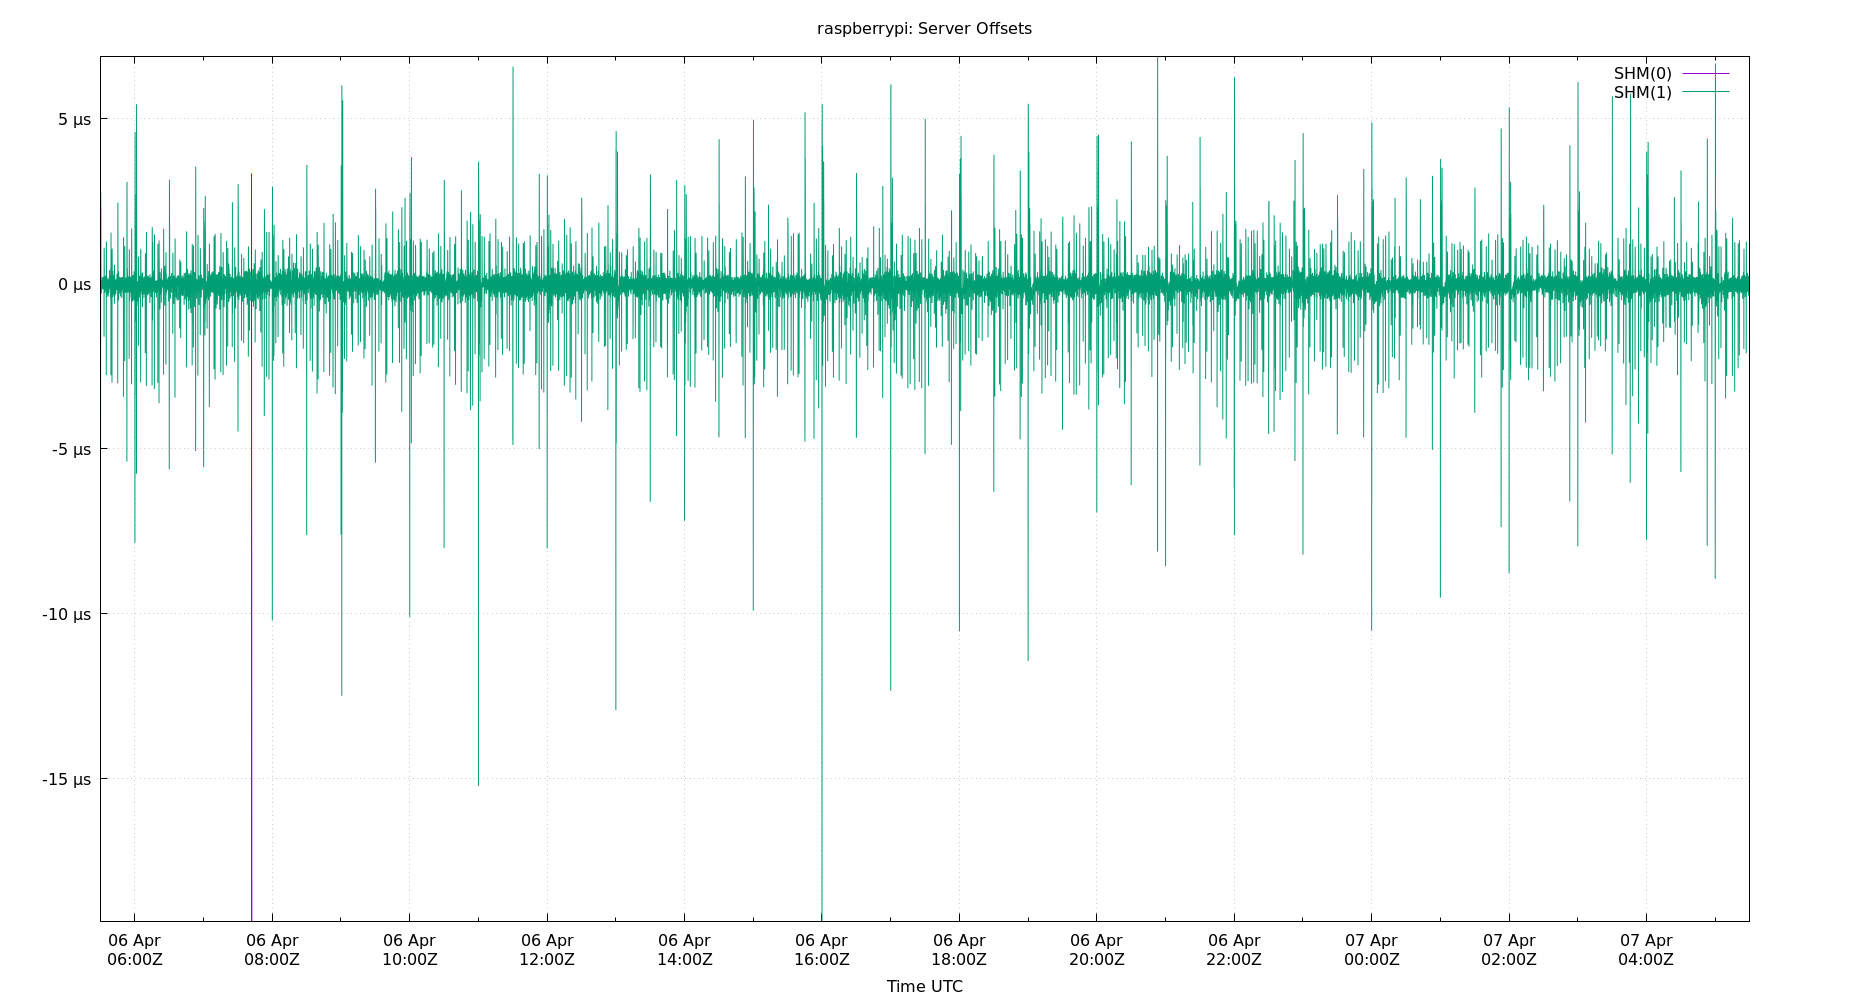 raspberrypi: Server Offsets
SHM(0)
SHM(1)
5 µs
0 µs
-5 µs
-10 µs
-15 µs
06 Apr 06 Apr 06 Apr 06 Apr 06 Apr 06 Apr 06 Apr 06 Apr 06 Apr 07 Apr 07 Apr 07 Apr
06:00Z 08:00Z 10:00Z 12:00Z 14:00Z 16:00Z 18:00Z 20:00Z 22:00Z 00:00Z 02:00Z 04:00Z
Time UTC